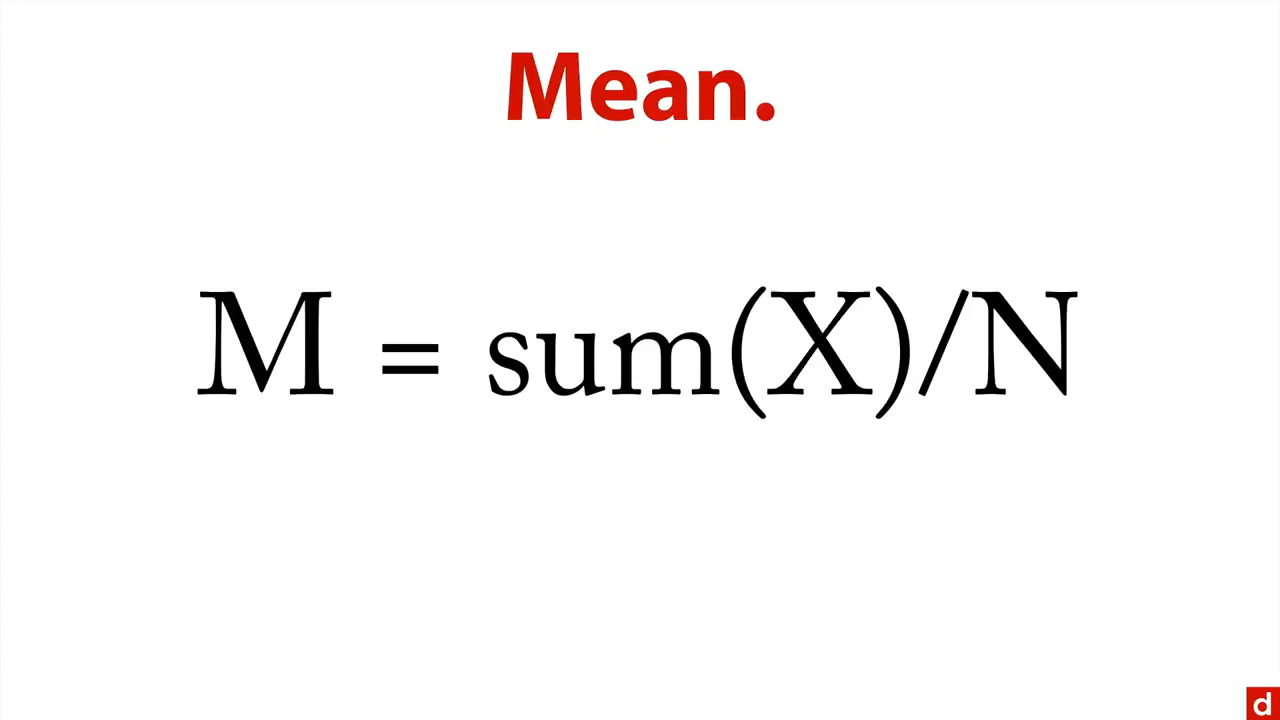 Mean.
M = sum(X)/N
d